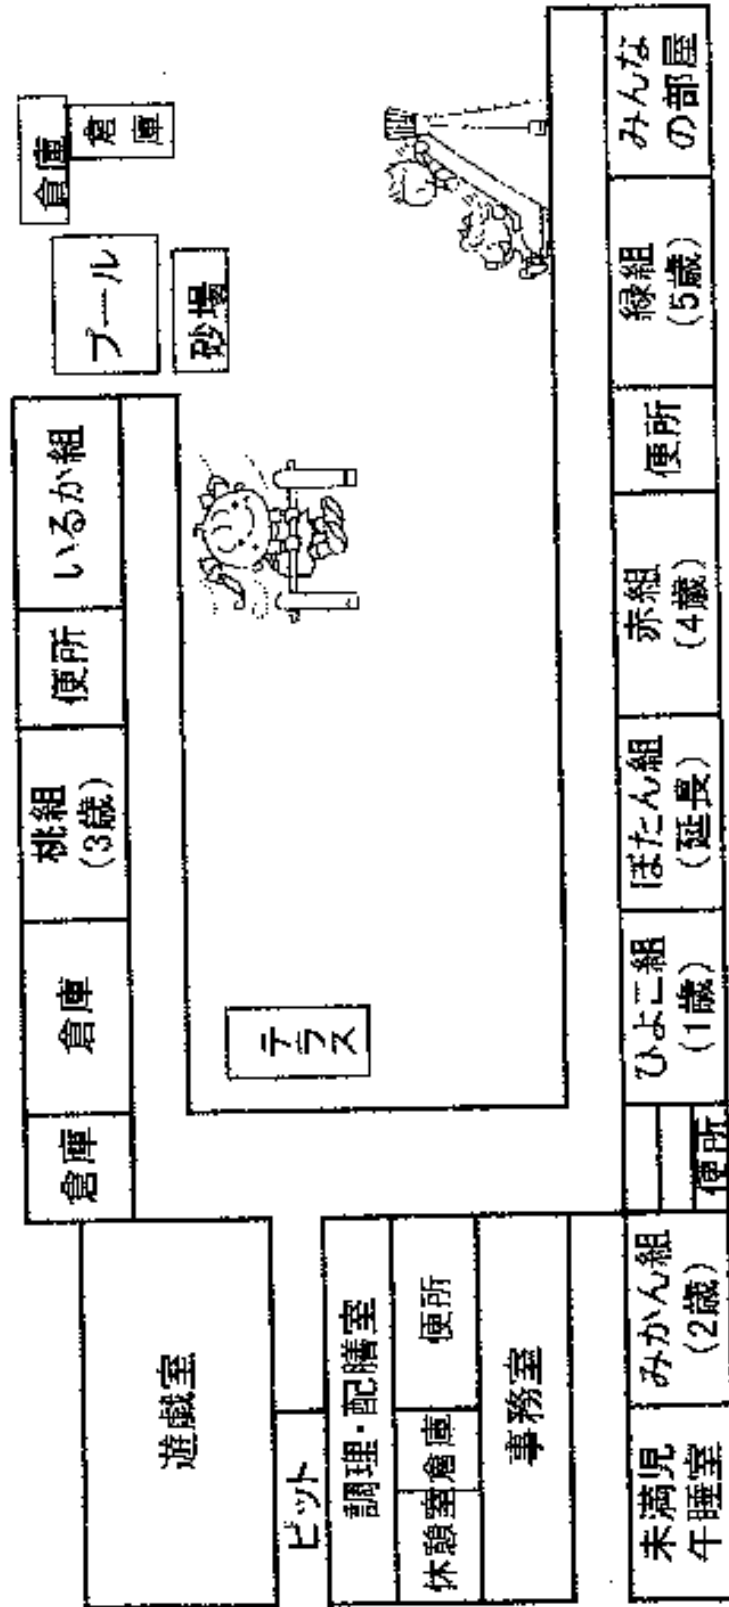 遊戯室
倉庫
倉庫
桃組
(3歳)
便所
いるか組
プール
砂場
倉庫
倉庫
ピット
調理・配膳室
休憩室
倉庫
便所
事務室
テラス
未満児
午睡室
みかん組
(2歳)
便所
ひよこ組
(1歳)
ぼたん組
(延長)
赤組
(4歳)
便所
緑組
(5歳)
みんな
の部屋